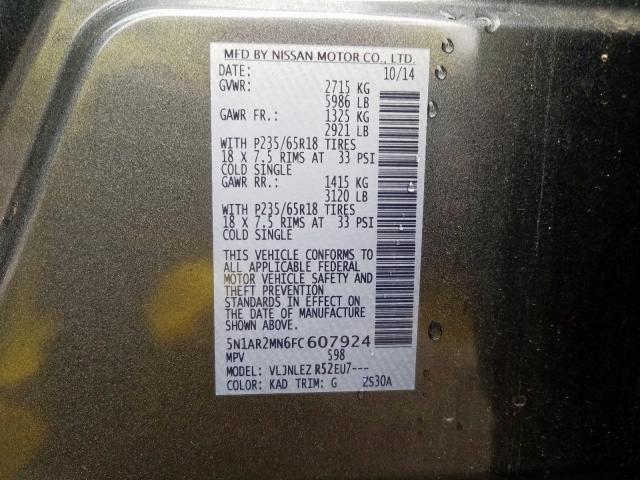 MFD BY NISSAN MOTOR CO., LTD.
DATE: 10/14
GVWR: 2715 KG
5986 LB
GAWR FR.: 1325 KG
2921 LB
WITH P235/65R18 TIRES
18 X 7.5 RIMS AT 33 PSI
COLD SINGLE
GAWR RR.: 1415 KG
3120 LB
WITH P235/65R18 TIRES
18 X 7.5 RIMS AT 33 PSI
COLD SINGLE
THIS VEHICLE CONFORMS TO
ALL APPLICABLE FEDERAL
MOTOR VEHICLE SAFETY AND
THEFT PREVENTION
STANDARDS IN EFFECT ON
THE DATE OF MANUFACTURE
SHOWN ABOVE.
5N1AR2MN6FC607924
MPV 598
MODEL: VLJNLEZ R52EU7---
COLOR: KAD TRIM: G 2S30A